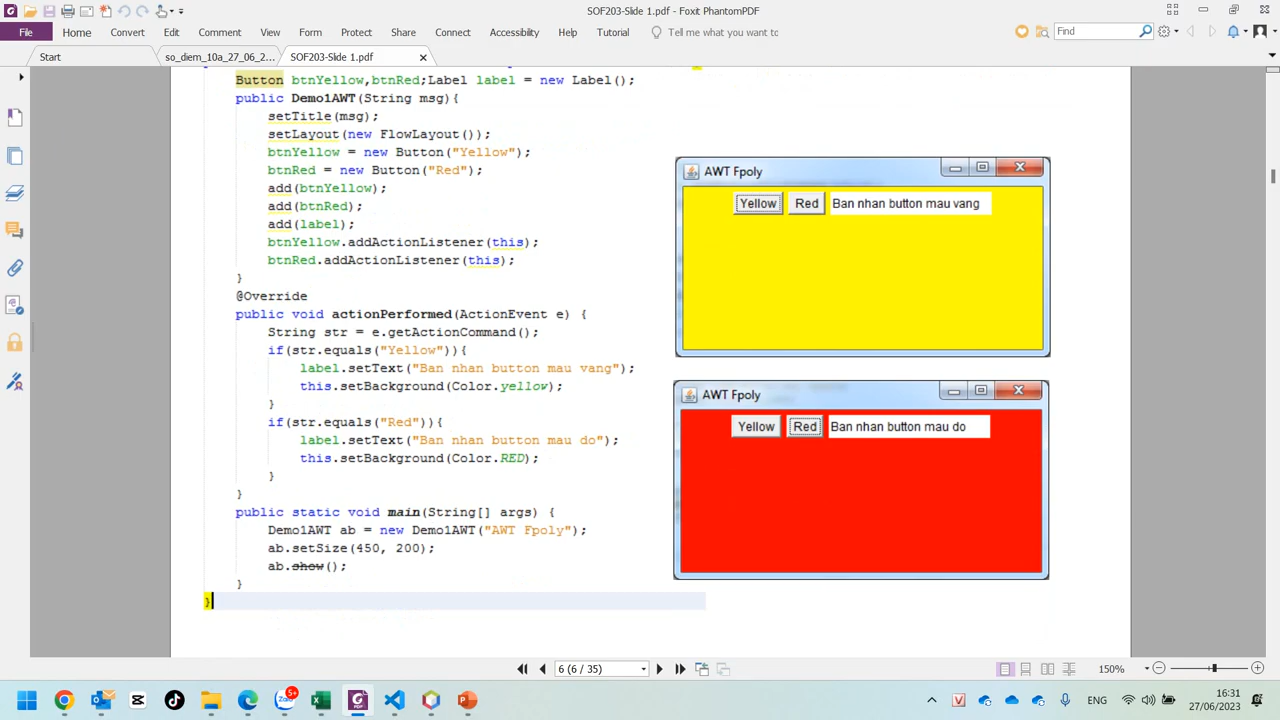 SOF203-Slide 1.pdf - Foxit PhantomPDF
File Home Convert Edit Comment View Form Protect Share Connect Accessibility Help Tutorial Tell me what you want to Find
Start so_diem_10a_27_06_2... SOF203-Slide 1.pdf
Button btnYellow,btnRed;Label label = new Label();
public Demo1AWT(String msg){
setTitle(msg);
setLayout(new FlowLayout());
btnYellow = new Button("Yellow");
btnRed = new Button("Red");
add(btnYellow);
add(btnRed);
add(label);
btnYellow.addActionListener(this);
btnRed.addActionListener(this);
}
@Override
public void actionPerformed(ActionEvent e) {
String str = e.getActionCommand();
if(str.equals("Yellow")){
label.setText("Ban nhan button mau vang");
this.setBackground(Color.yellow);
}
if(str.equals("Red")){
label.setText("Ban nhan button mau do");
this.setBackground(Color.RED);
}
}
public static void main(String[] args) {
Demo1AWT ab = new Demo1AWT("AWT Fpoly");
ab.setSize(450, 200);
ab.show();
}
}
AWT Fpoly
Yellow Red Ban nhan button mau vang
AWT Fpoly
Yellow Red Ban nhan button mau do
6 (6 / 35)
150%
5+
ENG
16:31
27/06/2023